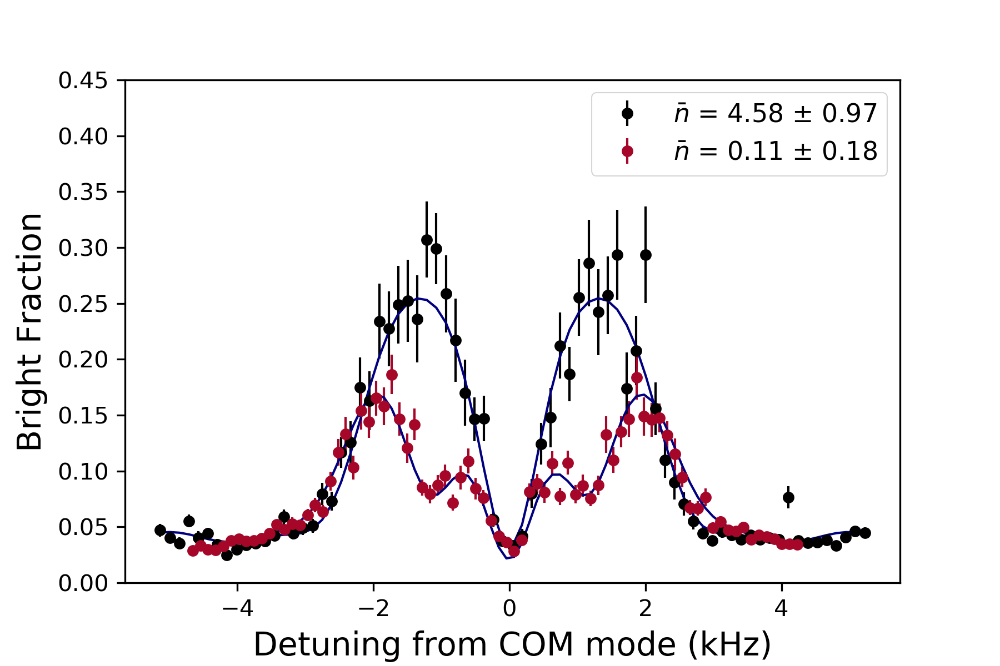 0.45
0.40
0.35
0.30
0.25
0.20
0.15
0.10
0.05
0.00
Bright Fraction
n̄ = 4.58 ± 0.97
n̄ = 0.11 ± 0.18
−4 −2 0 2 4
Detuning from COM mode (kHz)